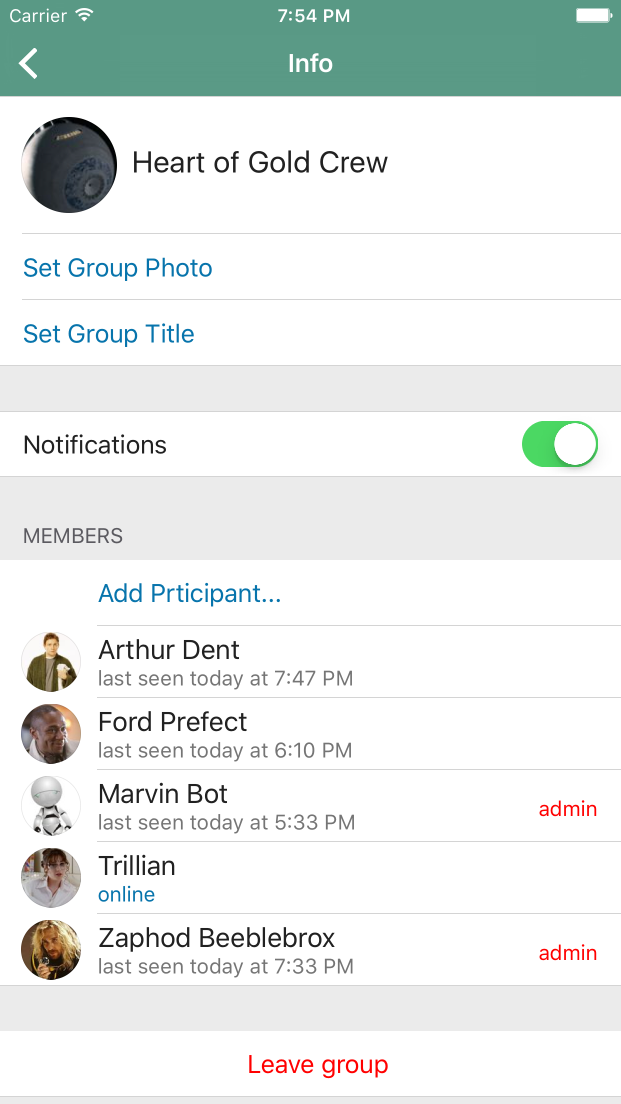 Carrier 7:54 PM
Info
Heart of Gold Crew
Set Group Photo
Set Group Title
Notifications
MEMBERS
Add Prticipant...
Arthur Dent
last seen today at 7:47 PM
Ford Prefect
last seen today at 6:10 PM
Marvin Bot
last seen today at 5:33 PM
admin
Trillian
online
Zaphod Beeblebrox
last seen today at 7:33 PM
admin
Leave group